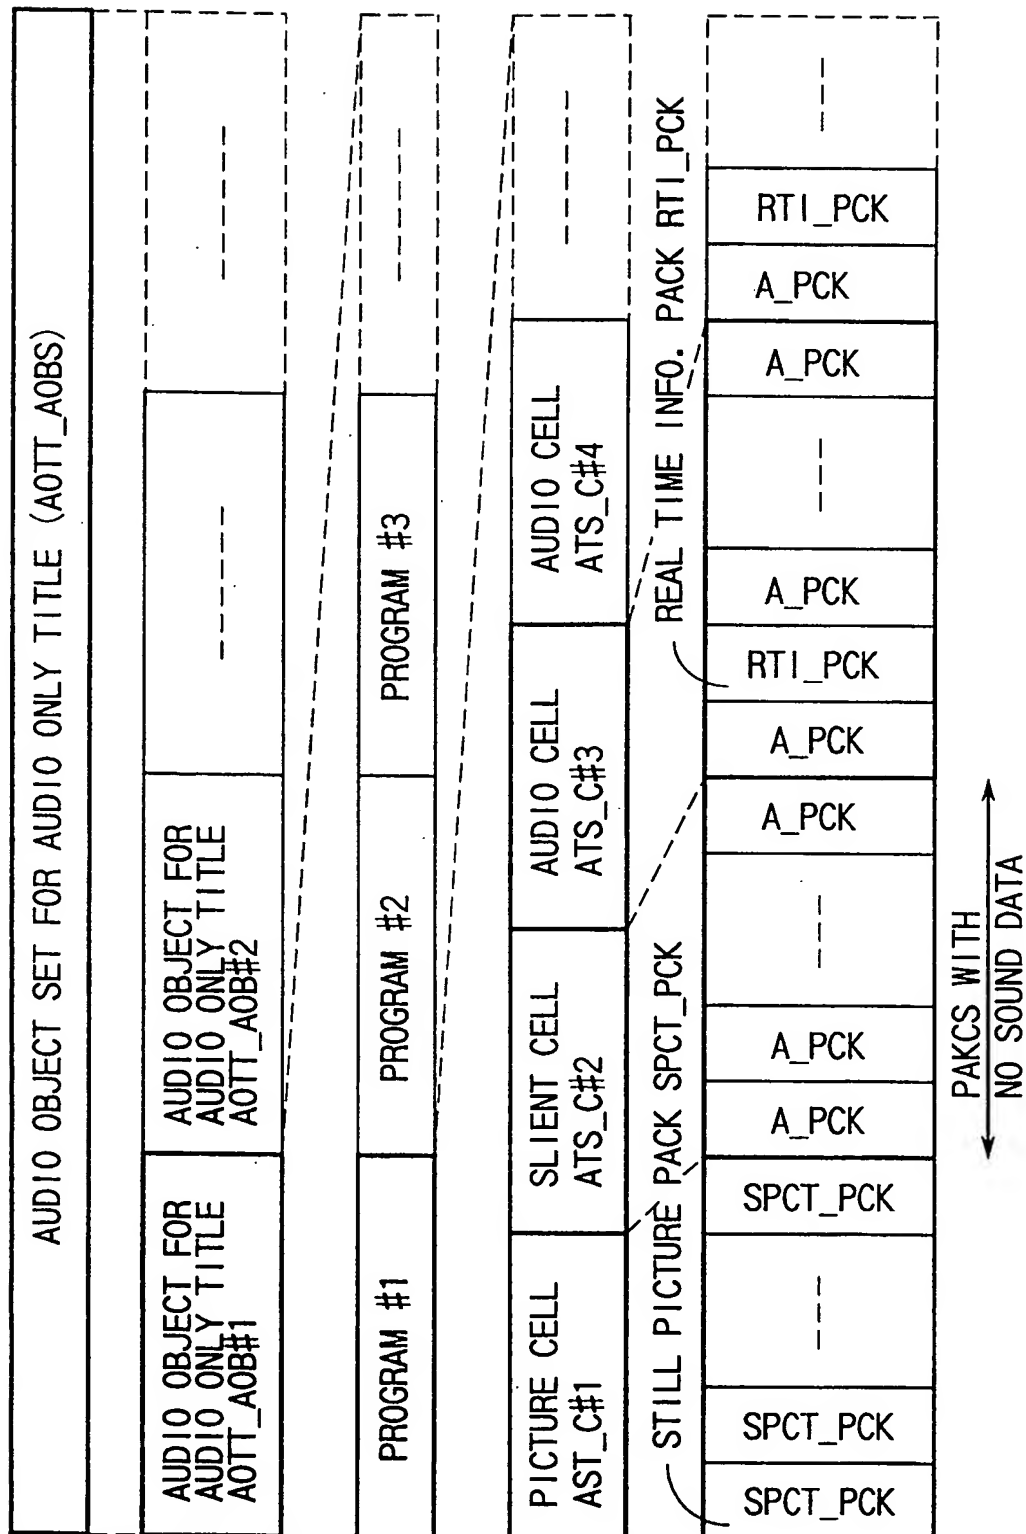 AUDIO OBJECT SET FOR AUDIO ONLY TITLE (AOTT_AOBS)
AUDIO OBJECT FOR
AUDIO ONLY TITLE
AOTT_AOB#1
AUDIO OBJECT FOR
AUDIO ONLY TITLE
AOTT_AOB#2
PROGRAM #1
PROGRAM #2
PROGRAM #3
PICTURE CELL
AST_C#1
SLIENT CELL
ATS_C#2
AUDIO CELL
ATS_C#3
AUDIO CELL
ATS_C#4
STILL PICTURE PACK SPCT_PCK
REAL TIME INFO. PACK RTI_PCK
SPCT_PCK
SPCT_PCK
SPCT_PCK
A_PCK
A_PCK
A_PCK
A_PCK
RTI_PCK
A_PCK
A_PCK
A_PCK
RTI_PCK
PAKCS WITH
NO SOUND DATA